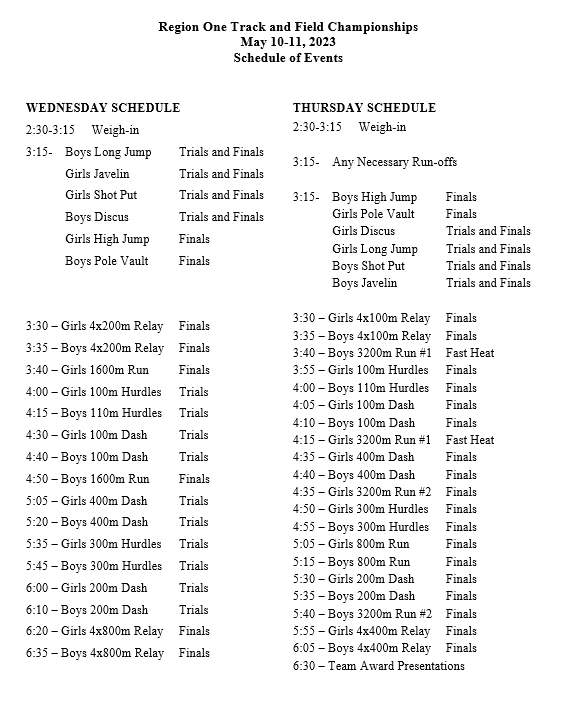 Region One Track and Field Championships
May 10-11, 2023
Schedule of Events
WEDNESDAY SCHEDULE
2:30-3:15 Weigh-in
3:15- Boys Long Jump Trials and Finals
Girls Javelin Trials and Finals
Girls Shot Put Trials and Finals
Boys Discus Trials and Finals
Girls High Jump Finals
Boys Pole Vault Finals
3:30 – Girls 4x200m Relay Finals
3:35 – Boys 4x200m Relay Finals
3:40 – Girls 1600m Run Finals
4:00 – Girls 100m Hurdles Trials
4:15 – Boys 110m Hurdles Trials
4:30 – Girls 100m Dash Trials
4:40 – Boys 100m Dash Trials
4:50 – Boys 1600m Run Finals
5:05 – Girls 400m Dash Trials
5:20 – Boys 400m Dash Trials
5:35 – Girls 300m Hurdles Trials
5:45 – Boys 300m Hurdles Trials
6:00 – Girls 200m Dash Trials
6:10 – Boys 200m Dash Trials
6:20 – Girls 4x800m Relay Finals
6:35 – Boys 4x800m Relay Finals
THURSDAY SCHEDULE
2:30-3:15 Weigh-in
3:15- Any Necessary Run-offs
3:15- Boys High Jump Finals
Girls Pole Vault Finals
Girls Discus Trials and Finals
Girls Long Jump Trials and Finals
Boys Shot Put Trials and Finals
Boys Javelin Trials and Finals
3:30 – Girls 4x100m Relay Finals
3:35 – Boys 4x100m Relay Finals
3:40 – Boys 3200m Run #1 Fast Heat
3:55 – Girls 100m Hurdles Finals
4:00 – Boys 110m Hurdles Finals
4:05 – Girls 100m Dash Finals
4:10 – Boys 100m Dash Finals
4:15 – Girls 3200m Run #1 Fast Heat
4:35 – Girls 400m Dash Finals
4:40 – Boys 400m Dash Finals
4:35 – Girls 3200m Run #2 Finals
4:50 – Girls 300m Hurdles Finals
4:55 – Boys 300m Hurdles Finals
5:05 – Girls 800m Run Finals
5:15 – Boys 800m Run Finals
5:30 – Girls 200m Dash Finals
5:35 – Boys 200m Dash Finals
5:40 – Boys 3200m Run #2 Finals
5:55 – Girls 4x400m Relay Finals
6:05 – Boys 4x400m Relay Finals
6:30 – Team Award Presentations